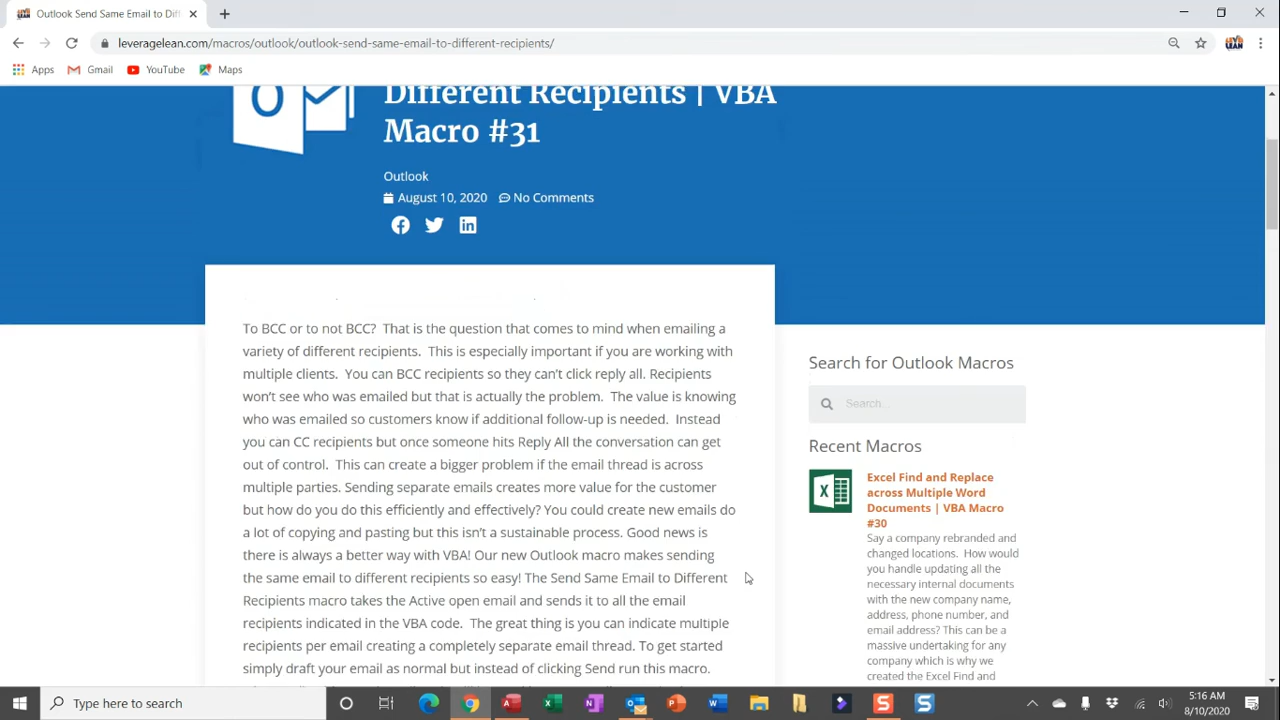 Outlook Send Same Email to Dif
leveragelean.com/macros/outlook/outlook-send-same-email-to-different-recipients/
Apps
Gmail
YouTube
Maps
Different Recipients | VBA
Macro #31
Outlook
August 10, 2020
No Comments
To BCC or to not BCC? That is the question that comes to mind when emailing a
variety of different recipients. This is especially important if you are working with
multiple clients. You can BCC recipients so they can't click reply all. Recipients
won't see who was emailed but that is actually the problem. The value is knowing
who was emailed so customers know if additional follow-up is needed. Instead
you can CC recipients but once someone hits Reply All the conversation can get
out of control. This can create a bigger problem if the email thread is across
multiple parties. Sending separate emails creates more value for the customer
but how do you do this efficiently and effectively? You could create new emails do
a lot of copying and pasting but this isn't a sustainable process. Good news is
there is always a better way with VBA! Our new Outlook macro makes sending
the same email to different recipients so easy! The Send Same Email to Different
Recipients macro takes the Active open email and sends it to all the email
recipients indicated in the VBA code. The great thing is you can indicate multiple
recipients per email creating a completely separate email thread. To get started
simply draft your email as normal but instead of clicking Send run this macro.
Search for Outlook Macros
Search...
Recent Macros
Excel Find and Replace
across Multiple Word
Documents | VBA Macro
#30
Say a company rebranded and
changed locations. How would
you handle updating all the
necessary internal documents
with the new company name,
address, phone number, and
email address? This can be a
massive undertaking for any
company which is why we
created the Excel Find and
Type here to search
5:16 AM
8/10/2020